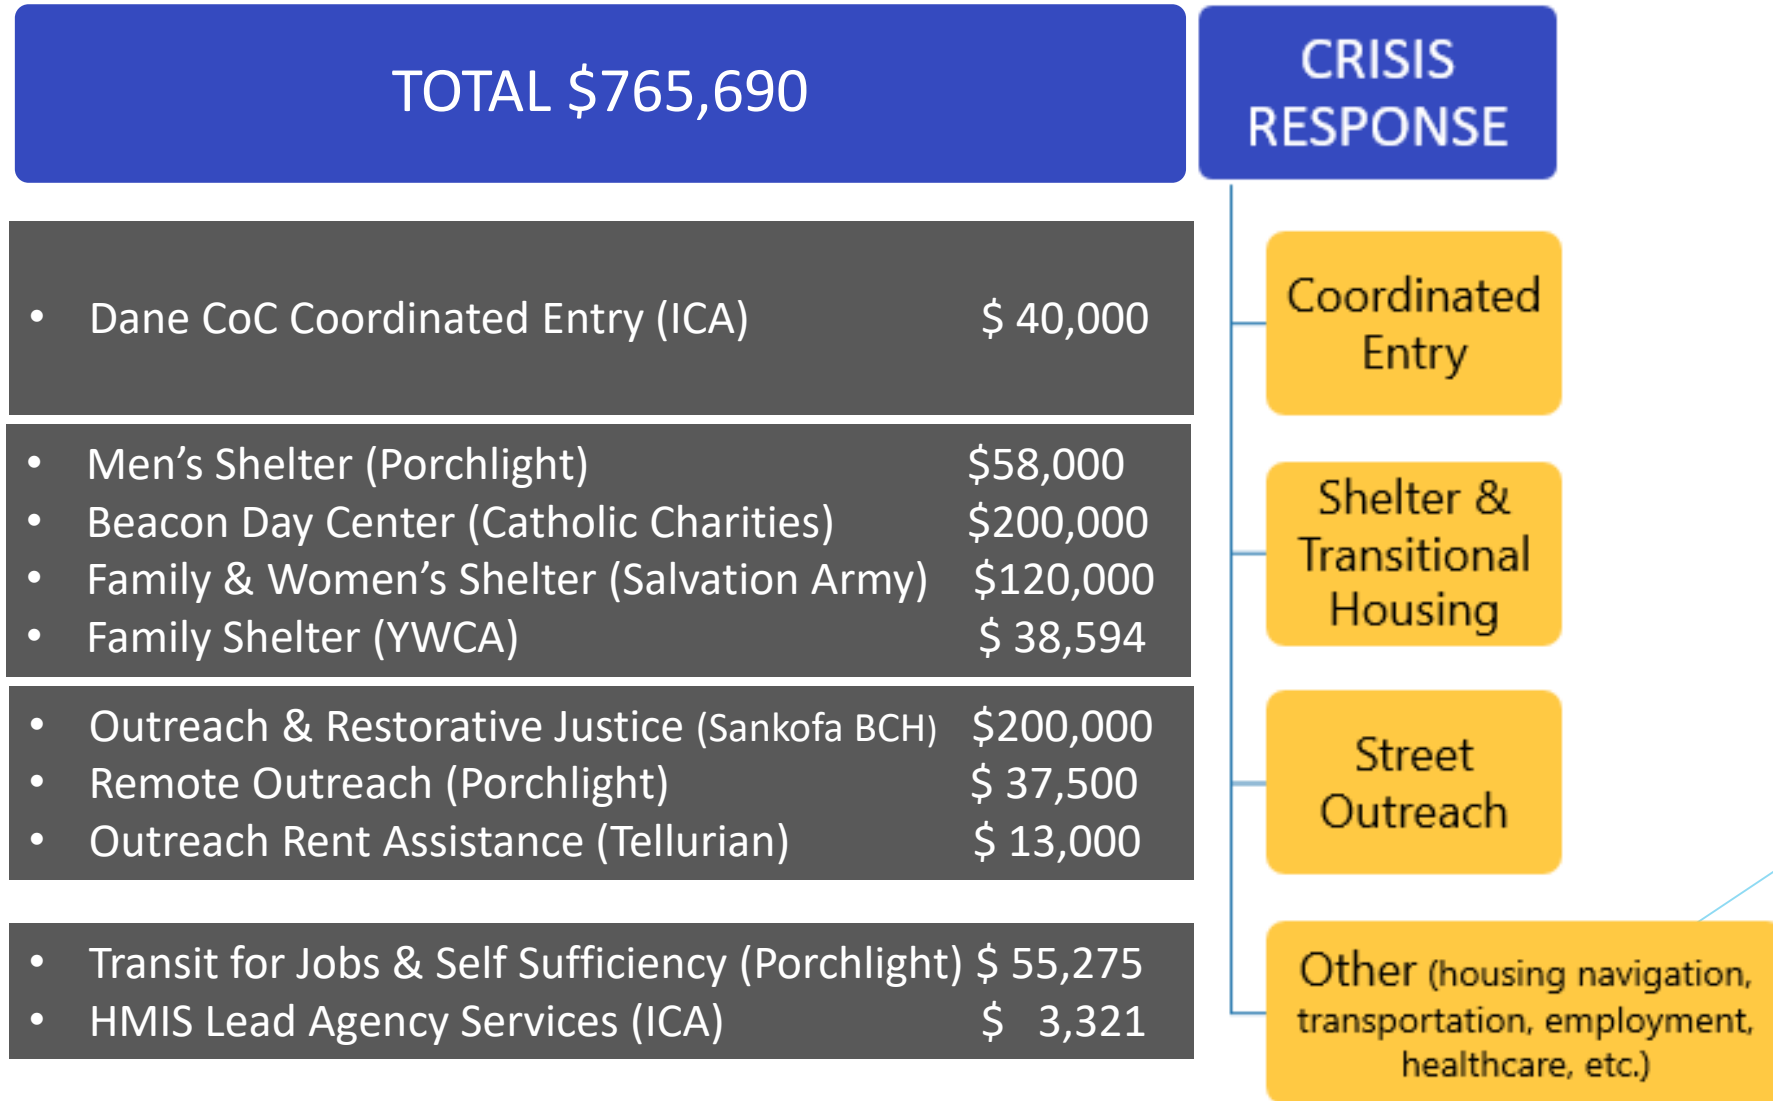 TOTAL $765,690
CRISIS
RESPONSE
• Dane CoC Coordinated Entry (ICA) $ 40,000
Coordinated
Entry
• Men’s Shelter (Porchlight) $58,000
• Beacon Day Center (Catholic Charities) $200,000
• Family & Women’s Shelter (Salvation Army) $120,000
• Family Shelter (YWCA) $ 38,594
Shelter &
Transitional
Housing
• Outreach & Restorative Justice (Sankofa BCH) $200,000
• Remote Outreach (Porchlight) $ 37,500
• Outreach Rent Assistance (Tellurian) $ 13,000
Street
Outreach
• Transit for Jobs & Self Sufficiency (Porchlight) $ 55,275
• HMIS Lead Agency Services (ICA) $ 3,321
Other (housing navigation,
transportation, employment,
healthcare, etc.)